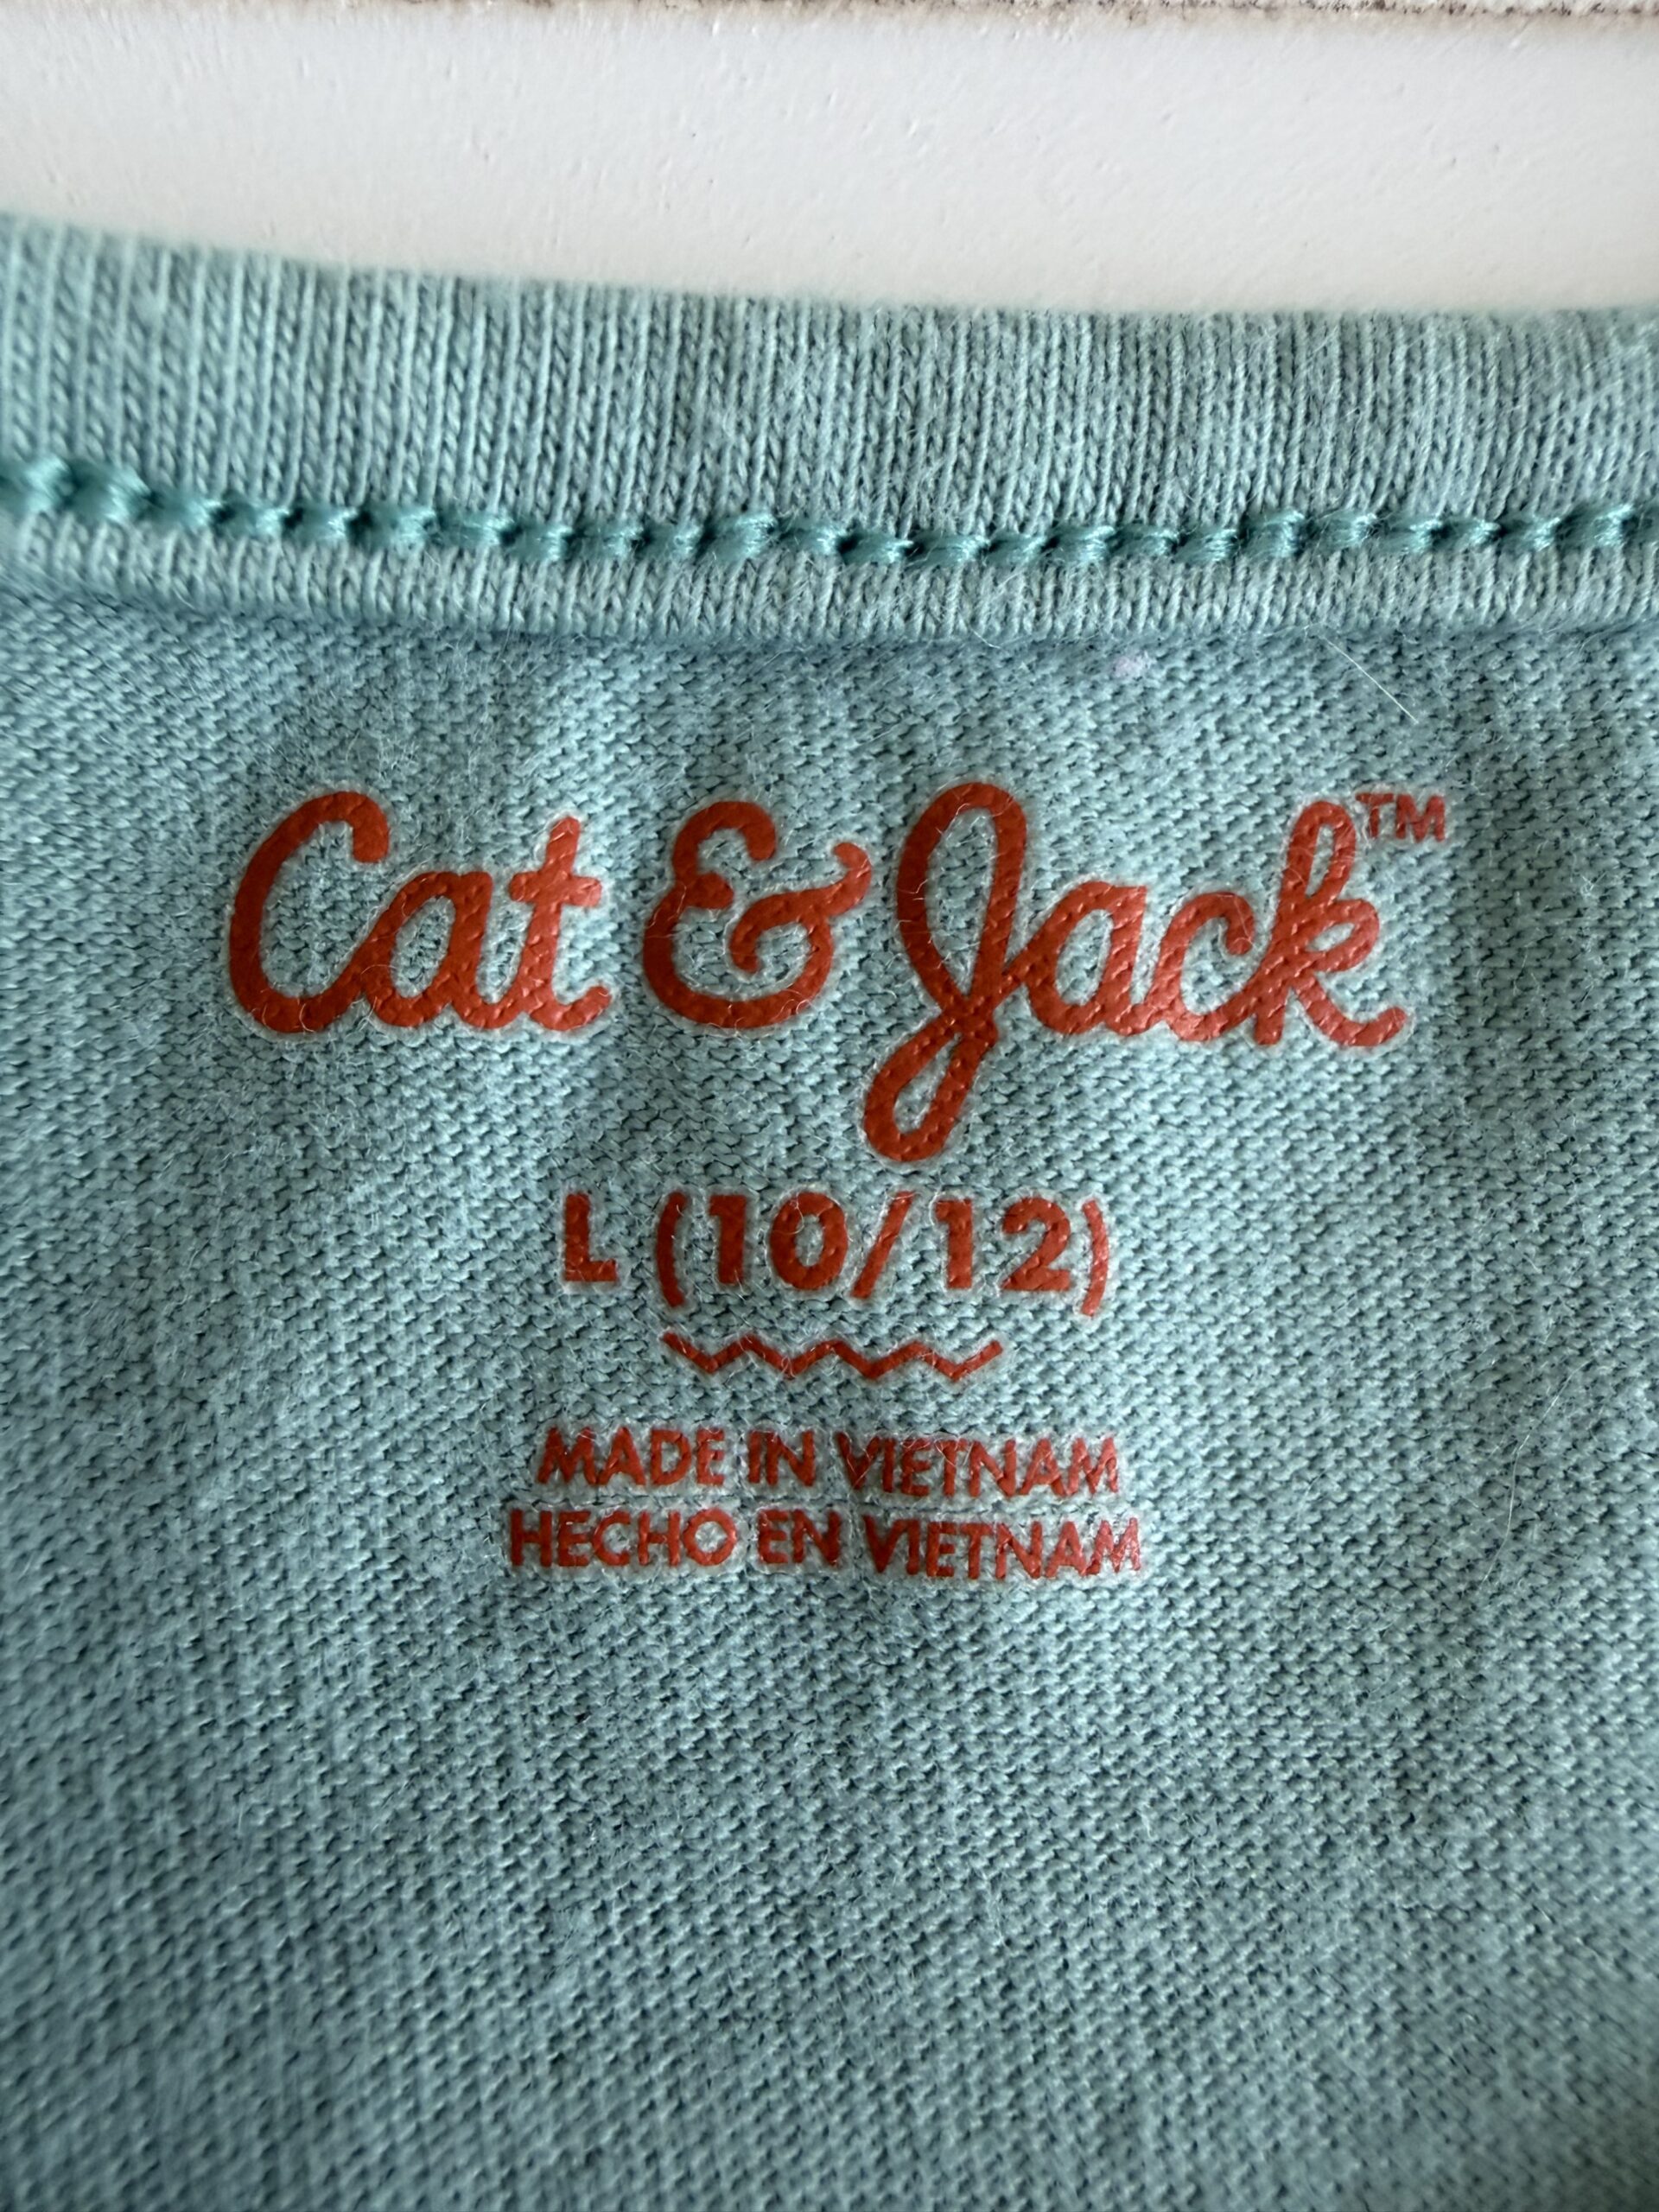 Cat & Jack™
L (10/12)
MADE IN VIETNAM
HECHO EN VIETNAM